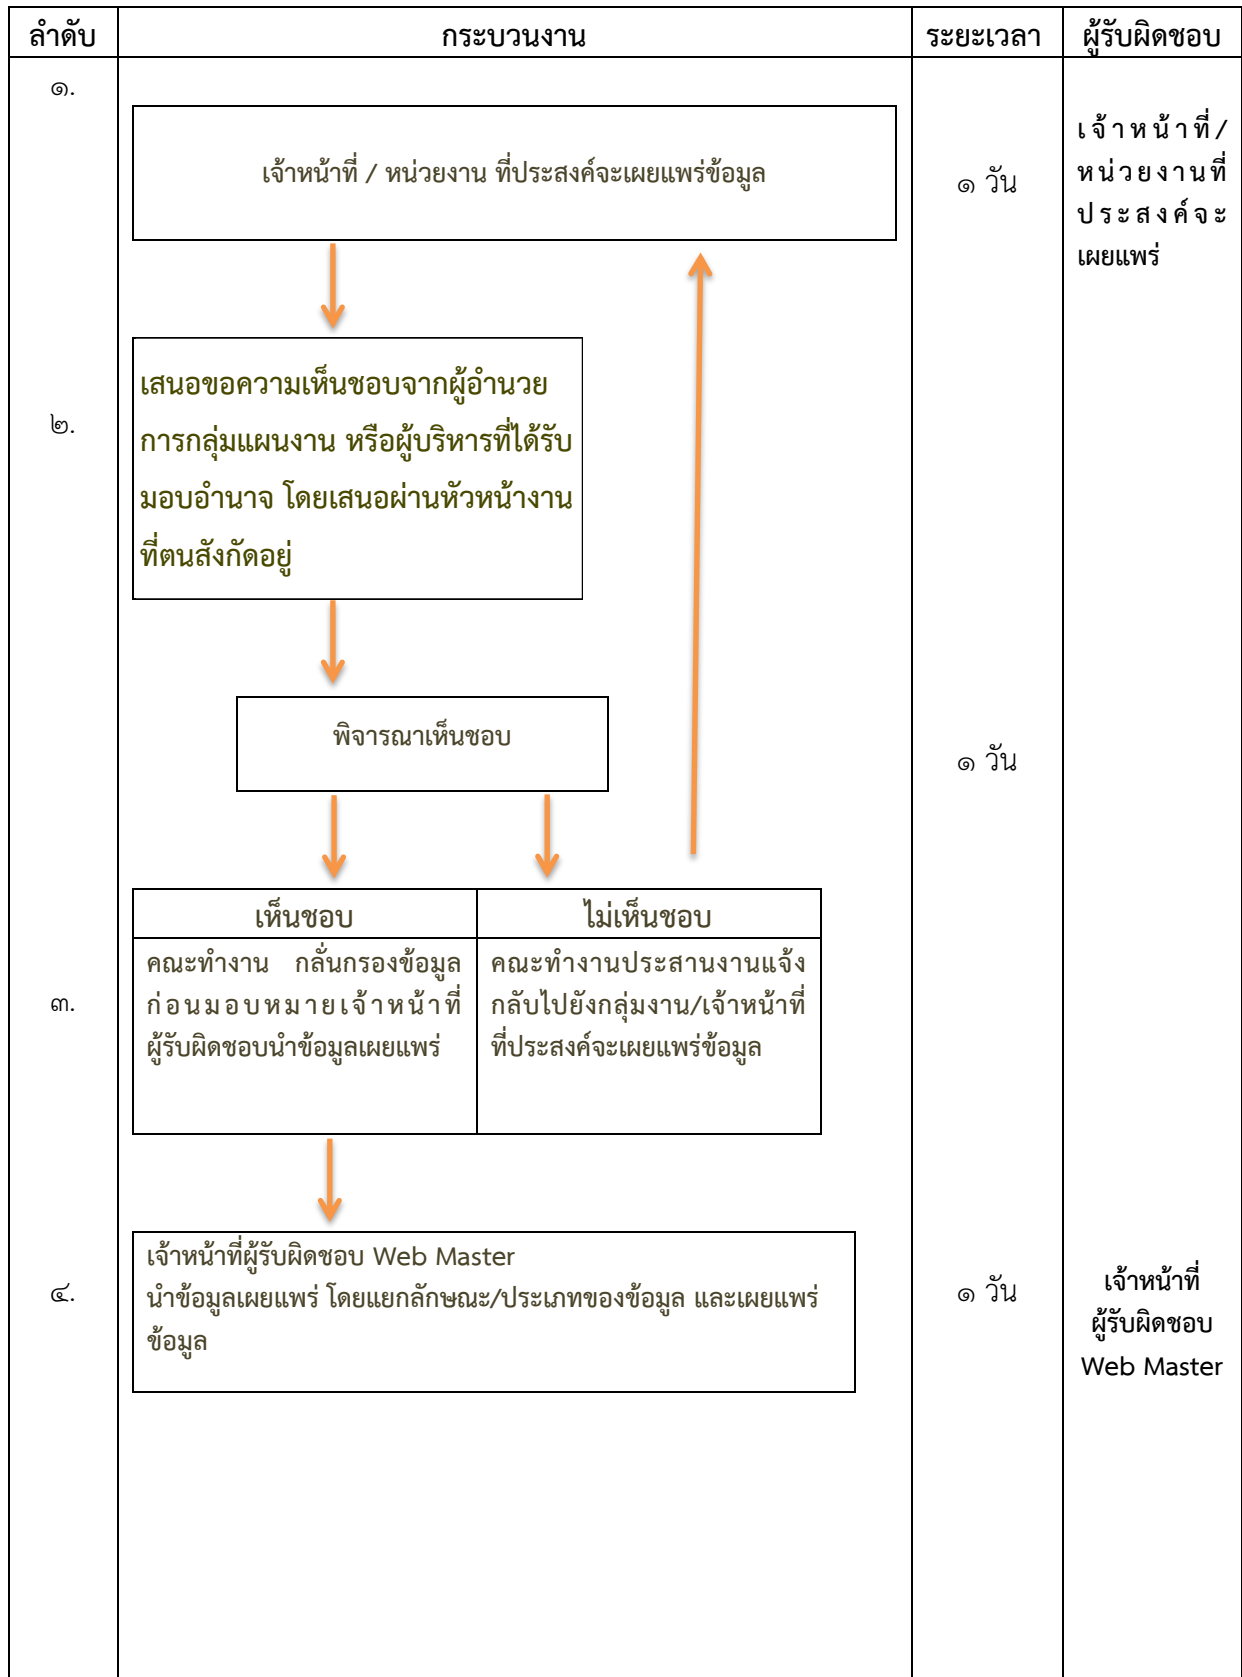 ลำดับ
กระบวนงาน
ระยะเวลา
ผู้รับผิดชอบ
๑.
เจ้าหน้าที่ / หน่วยงาน ที่ประสงค์จะเผยแพร่ข้อมูล
๑ วัน
เจ้าหน้าที่/
หน่วยงานที่
ประสงค์จะ
เผยแพร่
๒.
เสนอขอความเห็นชอบจากผู้อำนวย
การกลุ่มแผนงาน หรือผู้บริหารที่ได้รับ
มอบอำนาจ โดยเสนอผ่านหัวหน้างาน
ที่ตนสังกัดอยู่
พิจารณาเห็นชอบ
๑ วัน
๓.
เห็นชอบ
คณะทำงาน กลั่นกรองข้อมูล
ก่อนมอบหมายเจ้าหน้าที่
ผู้รับผิดชอบนำข้อมูลเผยแพร่
ไม่เห็นชอบ
คณะทำงานประสานงานแจ้ง
กลับไปยังกลุ่มงาน/เจ้าหน้าที่
ที่ประสงค์จะเผยแพร่ข้อมูล
๔.
เจ้าหน้าที่ผู้รับผิดชอบ Web Master
นำข้อมูลเผยแพร่ โดยแยกลักษณะ/ประเภทของข้อมูล และเผยแพร่
ข้อมูล
๑ วัน
เจ้าหน้าที่
ผู้รับผิดชอบ
Web Master